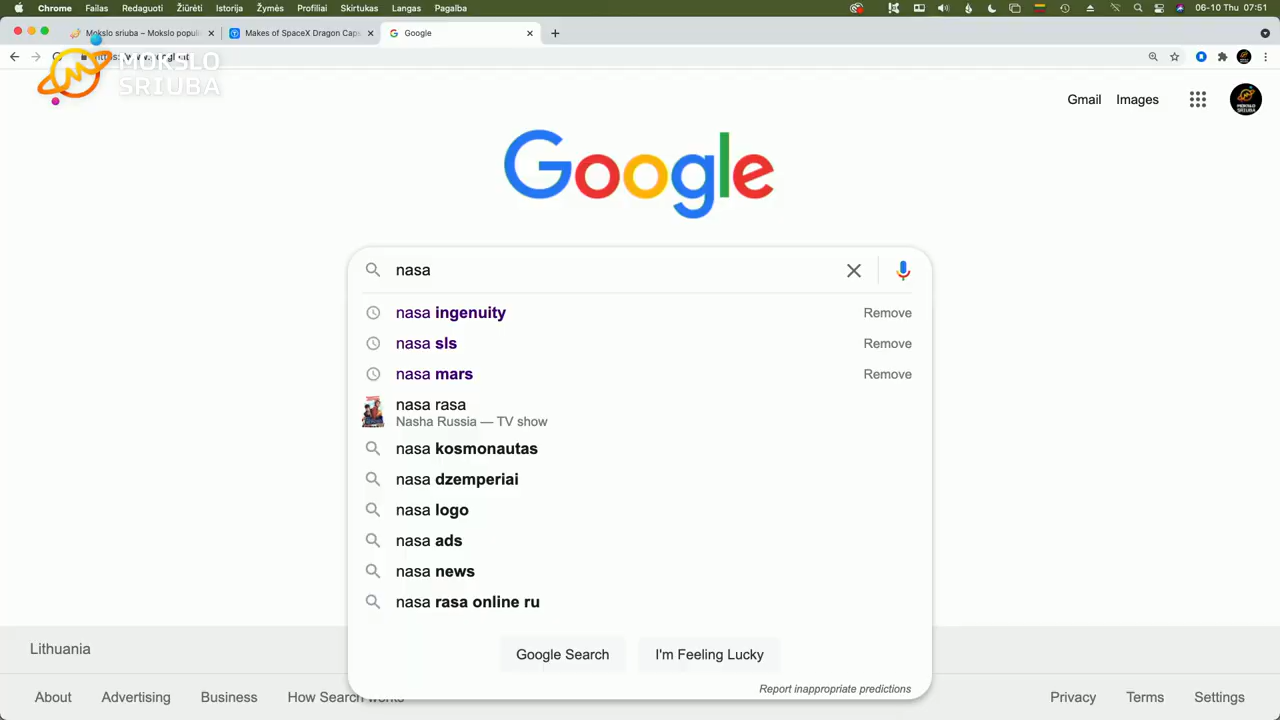 Chrome Failas Redaguoti Žiūrėti Istorija Žymės Profiliai Skirtukas Langas Pagalba 06-10 Thu 07:51
Mokslo sriuba – Mokslo populi Makes of SpaceX Dragon Caps Google
MOKSLO
SRIUBA
Gmail Images
Google
nasa
nasa ingenuity Remove
nasa sls Remove
nasa mars Remove
nasa rasa
Nasha Russia — TV show
nasa kosmonautas
nasa dzemperiai
nasa logo
nasa ads
nasa news
nasa rasa online ru
Google Search I'm Feeling Lucky
Report inappropriate predictions
Lithuania
About Advertising Business How Search works Privacy Terms Settings